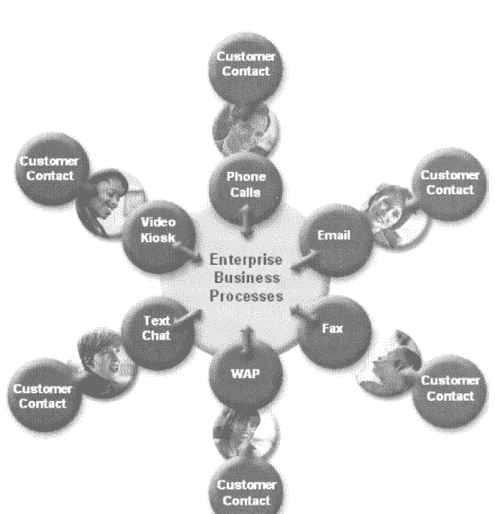 Customer
Contact
Phone
Calls
Customer
Contact
Customer
Contact
Video
Kiosk
Email
Enterprise
Business
Processes
Text
Chat
Fax
WAP
Customer
Contact
Customer
Contact
Customer
Contact